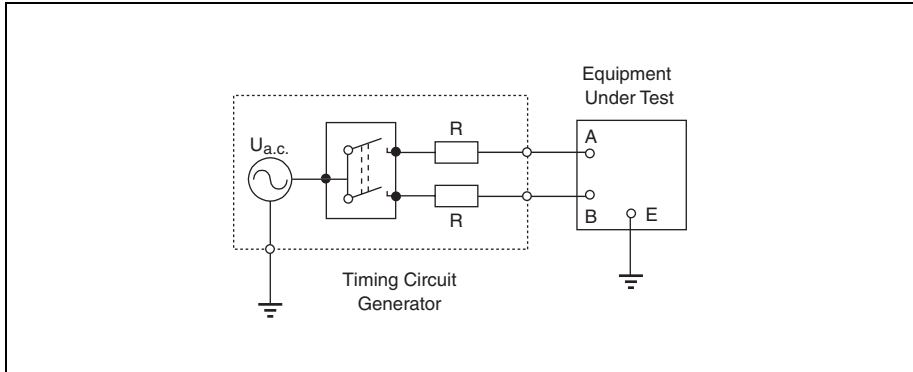 Equipment
Under Test
Ua.c.
R
R
A
B
E
Timing Circuit
Generator